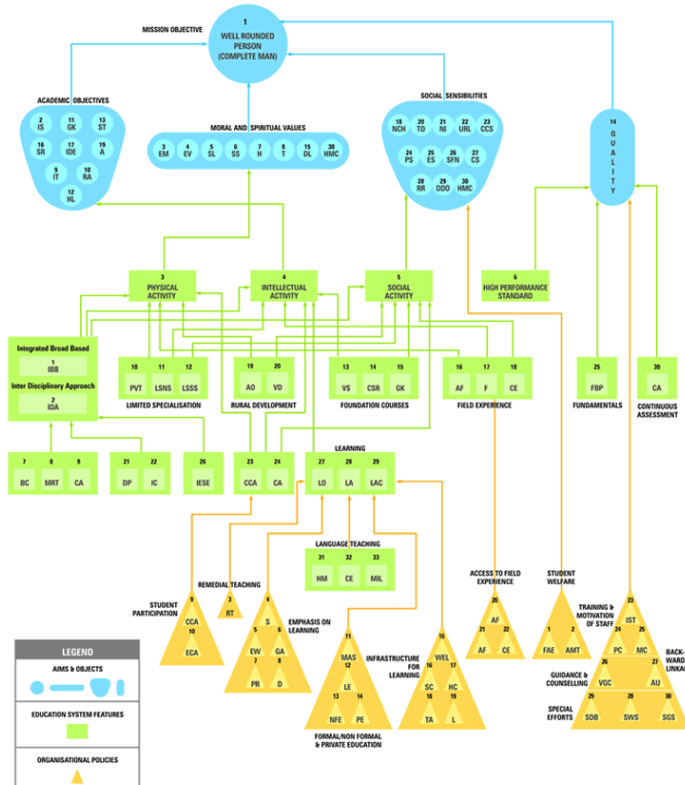 MISSION OBJECTIVE
1
WELL ROUNDED
PERSON
(COMPLETE MAN)
ACADEMIC OBJECTIVES
2 11 13
IS GK ST
16 17 19
SR IDE A
9 10
IT RA
12
HL
MORAL AND SPIRITUAL VALUES
3 4 5 6 7 8 15 30
EM EV SL SS H T DL HMC
SOCIAL SENSIBILITIES
18 20 21 22 23
NCH TD NI URL CCS
24 25 26 27
PS ES SFN CS
28 29 30
RR DDO HMC
14
QUALITY
3
PHYSICAL
ACTIVITY
4
INTELLECTUAL
ACTIVITY
5
SOCIAL
ACTIVITY
6
HIGH PERFORMANCE
STANDARD
Integrated Broad Based
1
IBB
Inter Disciplinary Approach
2
IDA
10 11 12
PVT LSNS LSSS
LIMITED SPECIALISATION
19 20
AO VD
RURAL DEVELOPMENT
13 14 15
VS CSR GK
FOUNDATION COURSES
16 17 18
AF F CE
FIELD EXPERIENCE
25
FBP
FUNDAMENTALS
30
CA
CONTINUOUS
ASSESSMENT
7 8 9
BC MRT CA
21 22
DP IC
26
IESE
23 24
CCA CA
LEARNING
27 28 29
LO LA LAC
LANGUAGE TEACHING
31 32 33
HM CE MIL
STUDENT
PARTICIPATION
9
CCA
10
ECA
REMEDIAL TEACHING
3
RT
EMPHASIS ON
LEARNING
4
S
5 6
EW GA
7 8
PR D
11
MAS
12
LE
13 14
NFE PE
FORMAL/NON FORMAL
& PRIVATE EDUCATION
INFRASTRUCTURE
FOR
LEARNING
15
WEL
16 17
SC HC
18 19
TA L
ACCESS TO FIELD
EXPERIENCE
20
AF
21 22
AF CE
STUDENT
WELFARE
1 2
FAE AMT
TRAINING &
MOTIVATION
OF STAFF
23
IST
24 25
PC MC
BACK-
WARD
LINKAG
GUIDANCE &
COUNSELLING
26 27
VGC AU
SPECIAL
EFFORTS
29 28 30
SDB SWS SGS
LEGEND
AIMS & OBJECTS
EDUCATION SYSTEM FEATURES
ORGANISATIONAL POLICIES